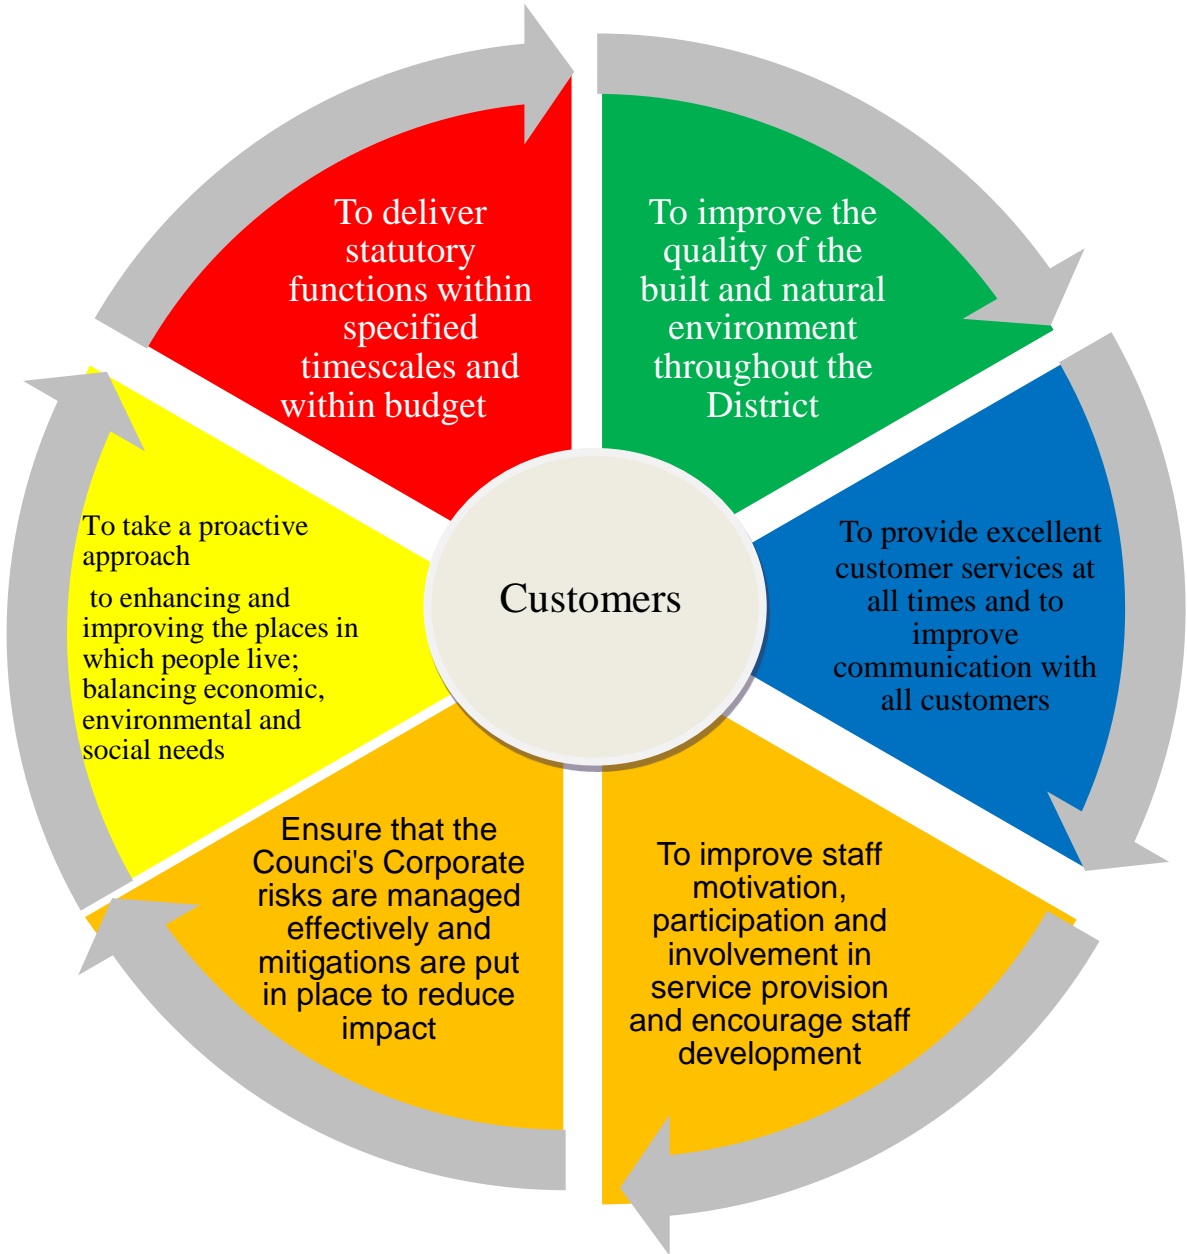 To deliver
statutory
functions within
specified
timescales and
within budget
To improve the
quality of the
built and natural
environment
throughout the
District
To provide excellent
customer services at
all times and to
improve
communication with
all customers
To improve staff
motivation,
participation and
involvement in
service provision
and encourage staff
development
Ensure that the
Counci's Corporate
risks are managed
effectively and
mitigations are put
in place to reduce
impact
To take a proactive
approach
to enhancing and
improving the places in
which people live;
balancing economic,
environmental and
social needs
Customers